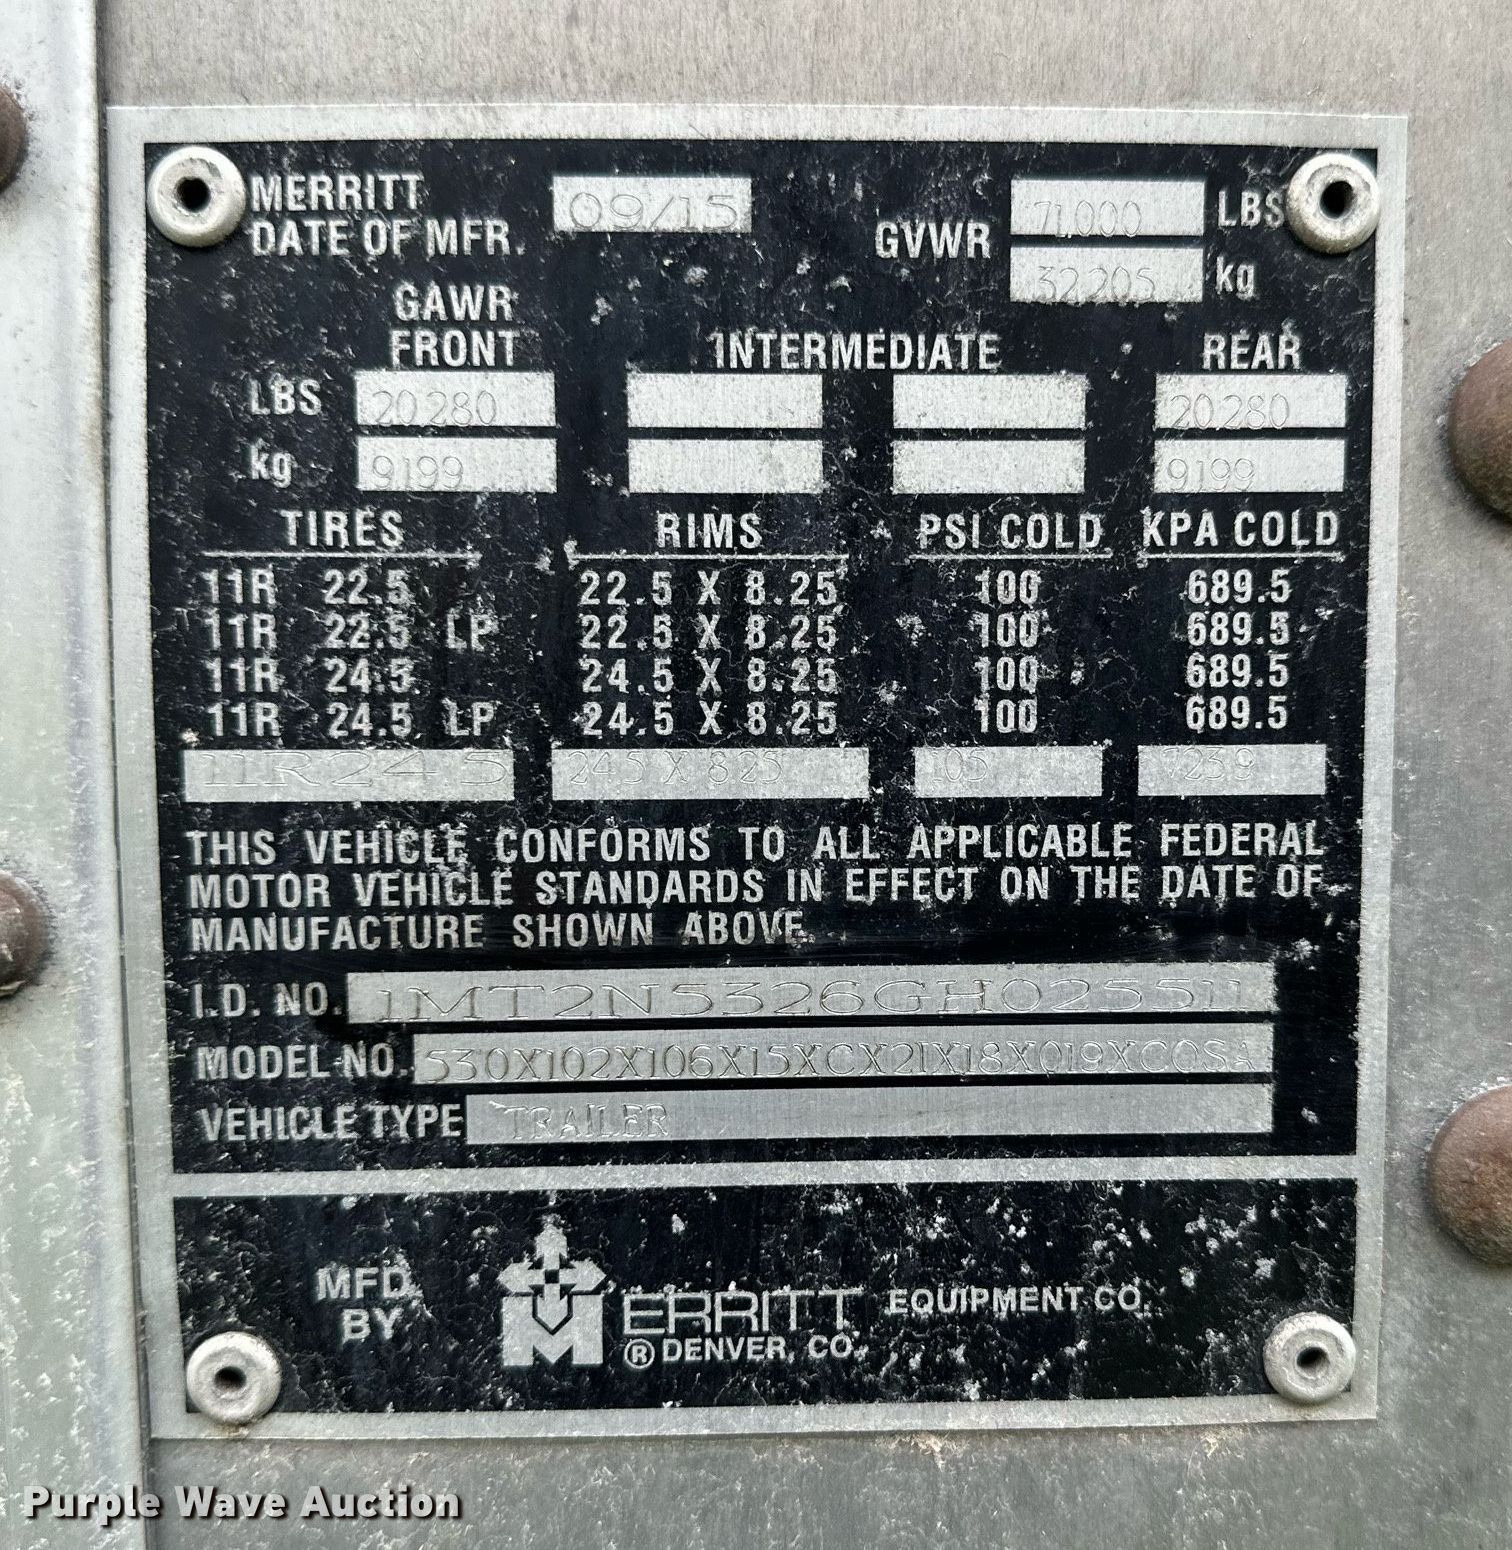 MERRITT
DATE OF MFR. 09/15
GVWR 71,000 LBS
32,205 kg
GAWR
FRONT INTERMEDIATE REAR
LBS 20,280 20,280
kg 9199 9199
TIRES RIMS PSI COLD KPA COLD
11R 22.5 22.5 X 8.25 100 689.5
11R 22.5 LP 22.5 X 8.25 100 689.5
11R 24.5 24.5 X 8.25 100 689.5
11R 24.5 LP 24.5 X 8.25 100 689.5
11R24.5 24.5 X 8.25 105 723.9
THIS VEHICLE CONFORMS TO ALL APPLICABLE FEDERAL
MOTOR VEHICLE STANDARDS IN EFFECT ON THE DATE OF
MANUFACTURE SHOWN ABOVE.
I.D. NO. 1MT2N5326GH025511
MODEL NO. 530X102X106X15XCX21X18X019XCOSA
VEHICLE TYPE TRAILER
MFD. BY MERRITT EQUIPMENT CO.
® DENVER, CO.
Purple Wave Auction